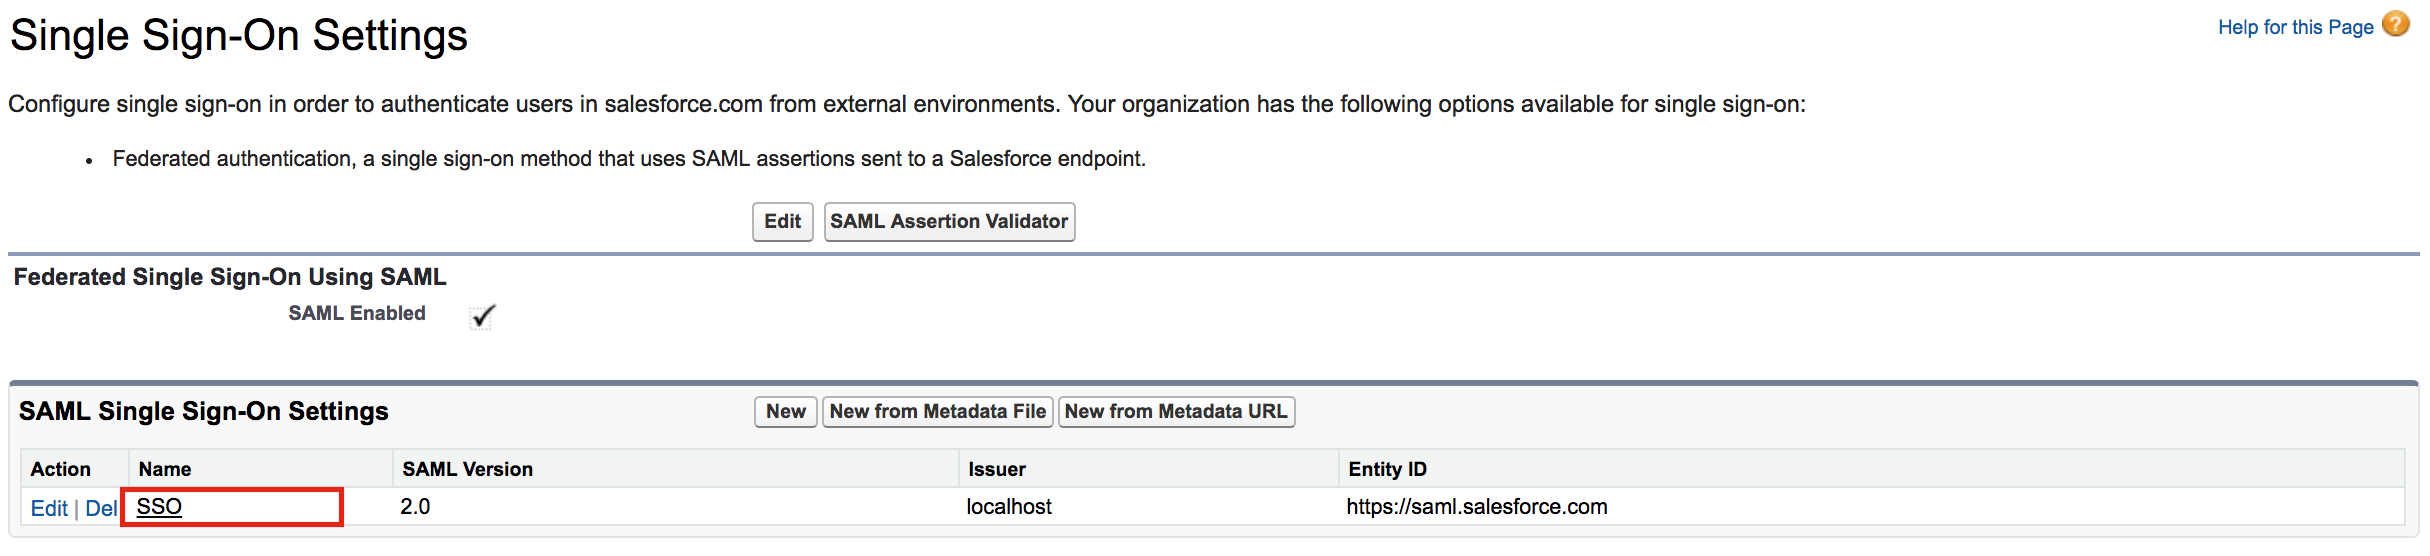 Single Sign-On Settings
Help for this Page ?
Configure single sign-on in order to authenticate users in salesforce.com from external environments. Your organization has the following options available for single sign-on:
• Federated authentication, a single sign-on method that uses SAML assertions sent to a Salesforce endpoint.
Edit SAML Assertion Validator
Federated Single Sign-On Using SAML
SAML Enabled
SAML Single Sign-On Settings New New from Metadata File New from Metadata URL
Action Name SAML Version Issuer Entity ID
Edit | Del SSO 2.0 localhost https://saml.salesforce.com